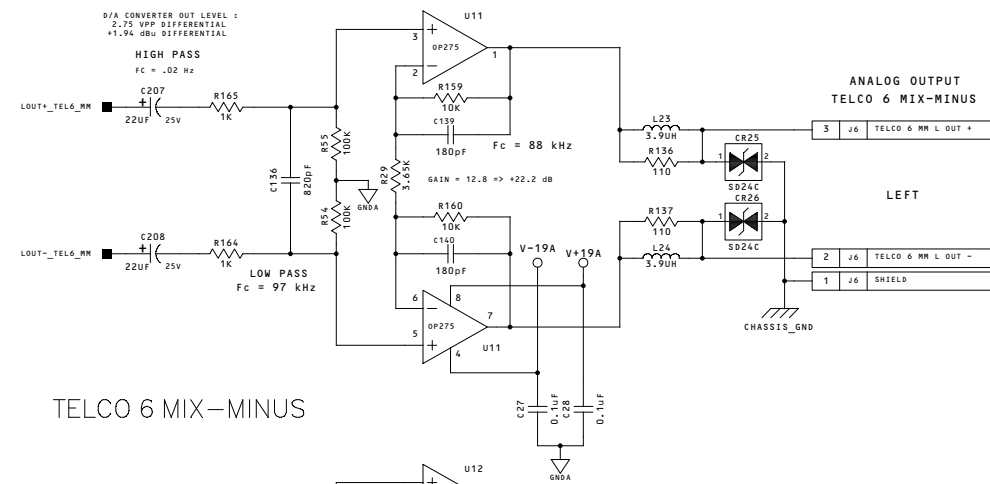 D/A CONVERTER OUT LEVEL :
2.75 VPP DIFFERENTIAL
+1.94 dBu DIFFERENTIAL
HIGH PASS
FC = .02 Hz
LOUT+_TEL6_MM
C207
+
22UF 25V
R165
1K
C136
820pF
R55
100K
R54
100K
GNDA
LOUT-_TEL6_MM
C208
+
22UF 25V
R164
1K
LOW PASS
Fc = 97 kHz
U11
3
+
2
−
OP275
1
R159
10K
C139
180pF
Fc = 88 kHz
R29
3.65K
GAIN = 12.8 => +22.2 dB
R160
10K
C140
180pF
V-19A
V+19A
6
−
5
+
8
OP275
7
4
U11
C27
0.1uF
C28
0.1uF
GNDA
L23
3.9UH
R136
110
CR25
1 2
SD24C
CR26
1 2
SD24C
R137
110
L24
3.9UH
ANALOG OUTPUT
TELCO 6 MIX-MINUS
3 J6 TELCO 6 MM L OUT +
LEFT
2 J6 TELCO 6 MM L OUT -
1 J6 SHIELD
CHASSIS_GND
TELCO 6 MIX-MINUS
U12